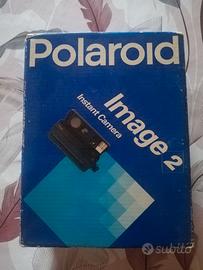 Polaroid
Image 2
Instant Camera
subito